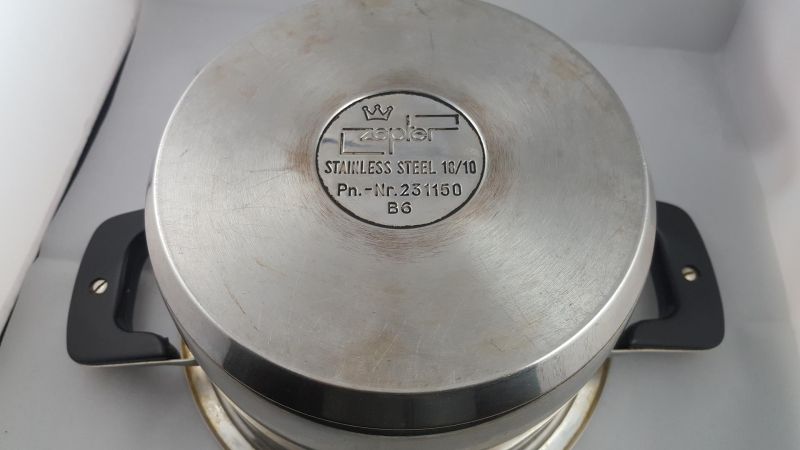 zepter
STAINLESS STEEL 18/10
Pn.-Nr.231150
B6